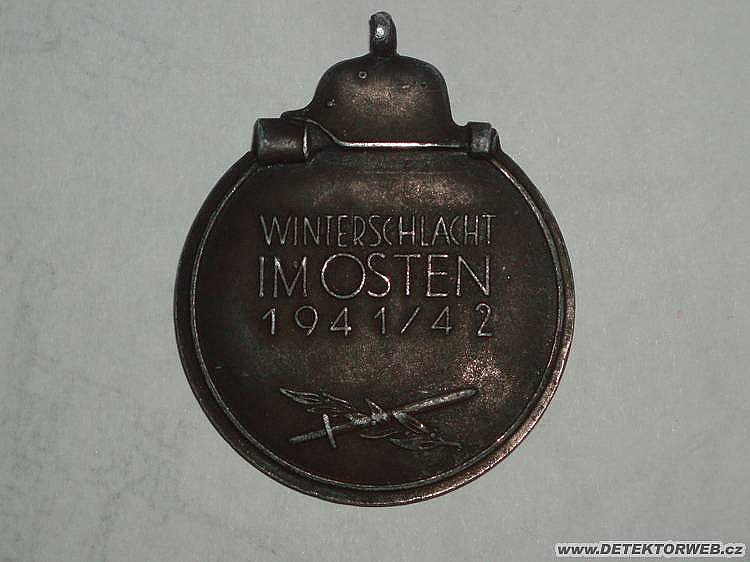 WINTERSCHLACHT
IM OSTEN
1941/42
www.DETEKTORWEB.cz